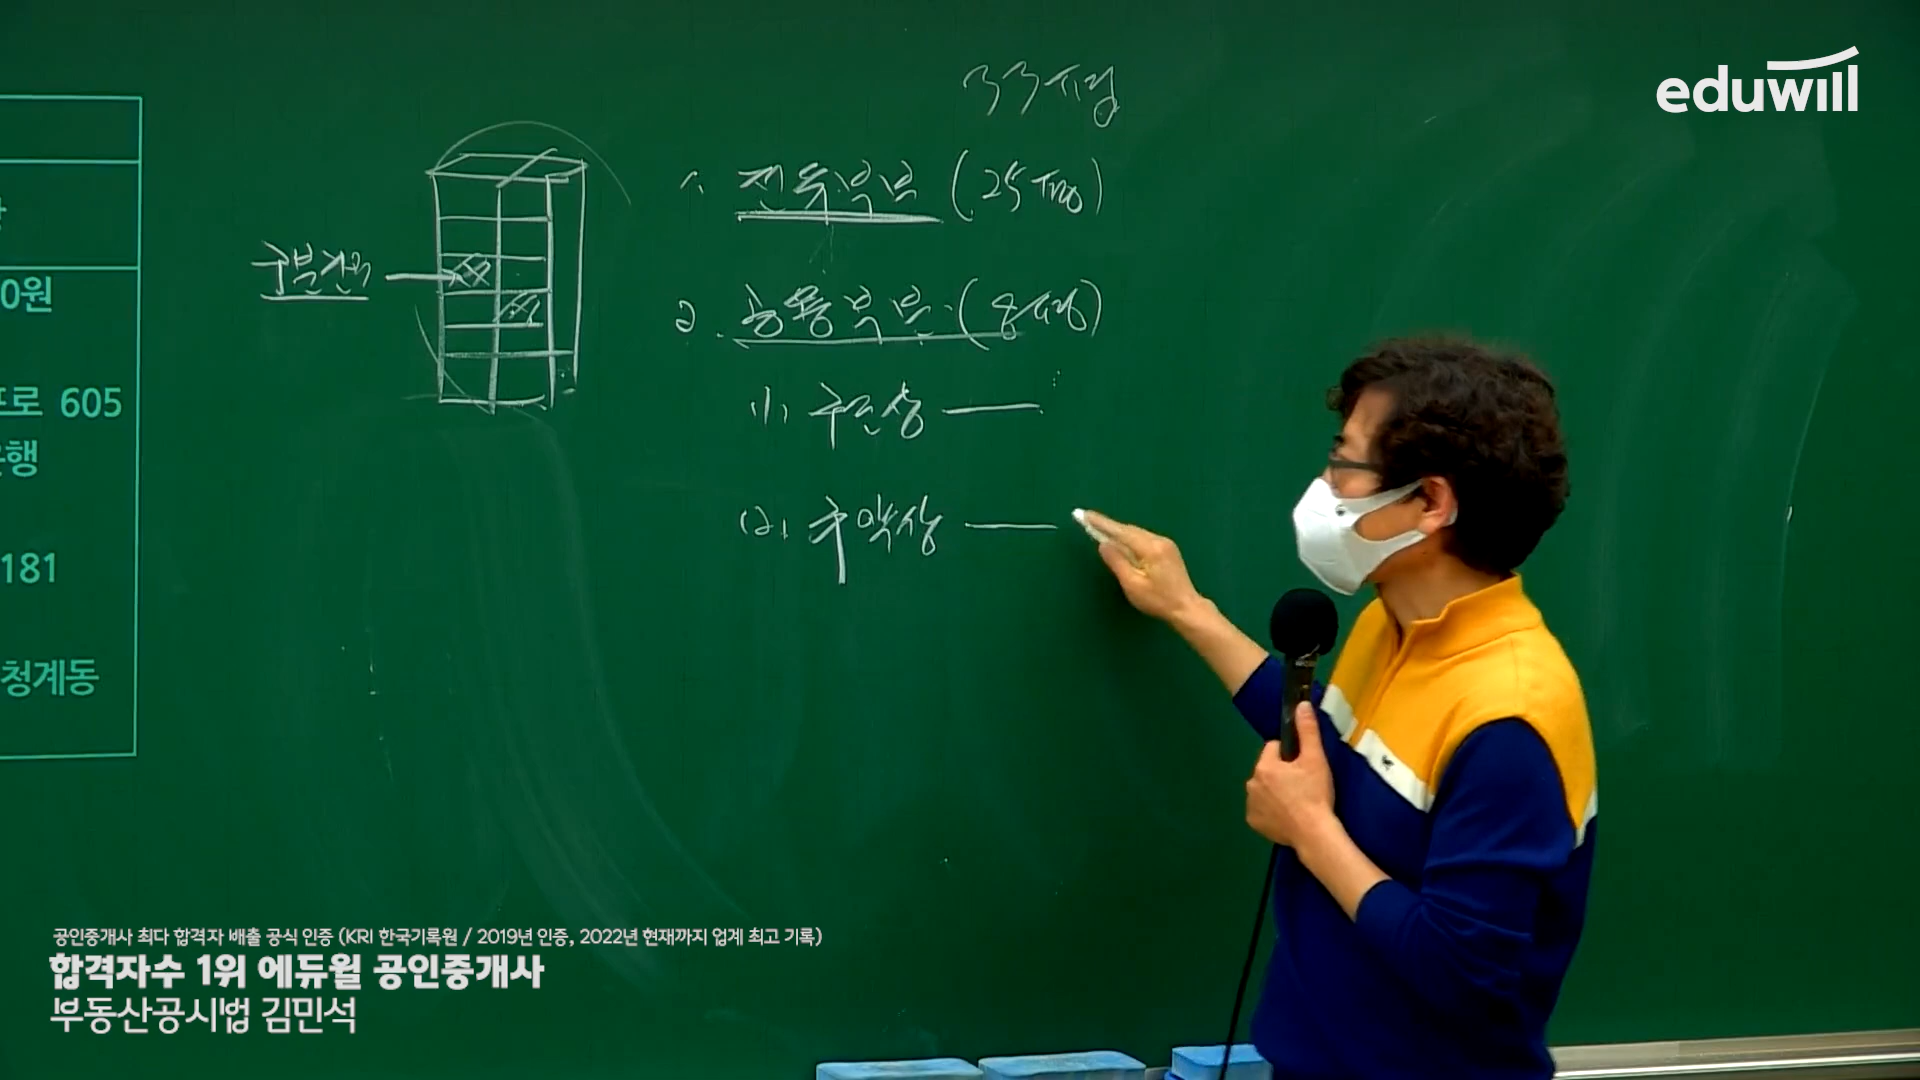 eduwill
33평
1. 전유부분 (25평)
구분건물
2. 공용부분 (8평)
(1) 구조상
(2) 규약상
0원
프로 605
은행
181
청계동
공인중개사 최다 합격자 배출 공식 인증 (KRI 한국기록원 / 2019년 인증, 2022년 현재까지 업계 최고 기록)
합격자수 1위 에듀윌 공인중개사
부동산공시법 김민석